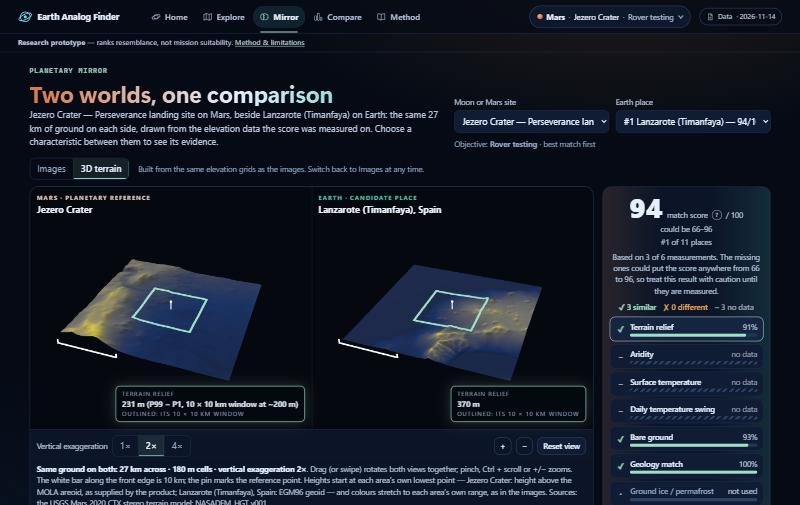 Earth Analog Finder
Home
Explore
Mirror
Compare
Method
Mars · Jezero Crater · Rover testing
Data · 2026-11-14
Research prototype — ranks resemblance, not mission suitability. Method & limitations
PLANETARY MIRROR
Two worlds, one comparison
Jezero Crater — Perseverance landing site on Mars, beside Lanzarote (Timanfaya) on Earth: the same 27
km of ground on each side, drawn from the elevation data the score was measured on. Choose a
characteristic between them to see its evidence.
Moon or Mars site
Earth place
Jezero Crater — Perseverance lan
#1 Lanzarote (Timanfaya) — 94/1
Objective: Rover testing · best match first
Images
3D terrain
Built from the same elevation grids as the images. Switch back to Images at any time.
MARS · PLANETARY REFERENCE
Jezero Crater
EARTH · CANDIDATE PLACE
Lanzarote (Timanfaya), Spain
TERRAIN RELIEF
231 m (P99 − P1, 10 × 10 km window at ~200 m)
OUTLINED: ITS 10 × 10 KM WINDOW
TERRAIN RELIEF
370 m
OUTLINED: ITS 10 × 10 KM WINDOW
Vertical exaggeration
1×
2×
4×
+
−
Reset view
Same ground on both: 27 km across · 180 m cells · vertical exaggeration 2×. Drag (or swipe) rotates both views together; pinch, Ctrl + scroll or +/− zooms.
The white bar along the front edge is 10 km; the pin marks the reference point. Heights start at each area's own lowest point — Jezero Crater: height above the
MOLA areoid, as supplied by the product; Lanzarote (Timanfaya), Spain: EGM96 geoid — and colours stretch to each area's own range, as in the images. Sources:
the USGS Mars 2020 CTX stereo terrain model; NASADEM_HGT v001
94 match score ? / 100
could be 66–96
#1 of 11 places
Based on 3 of 6 measurements. The missing
ones could put the score anywhere from 66
to 96, so treat this result with caution until
they are measured.
✓ 3 similar ✗ 0 different – 3 no data
✓ Terrain relief 91%
– Aridity no data
– Surface temperature no data
– Daily temperature swing no data
✓ Bare ground 93%
✓ Geology match 100%
· Ground ice / permafrost not used